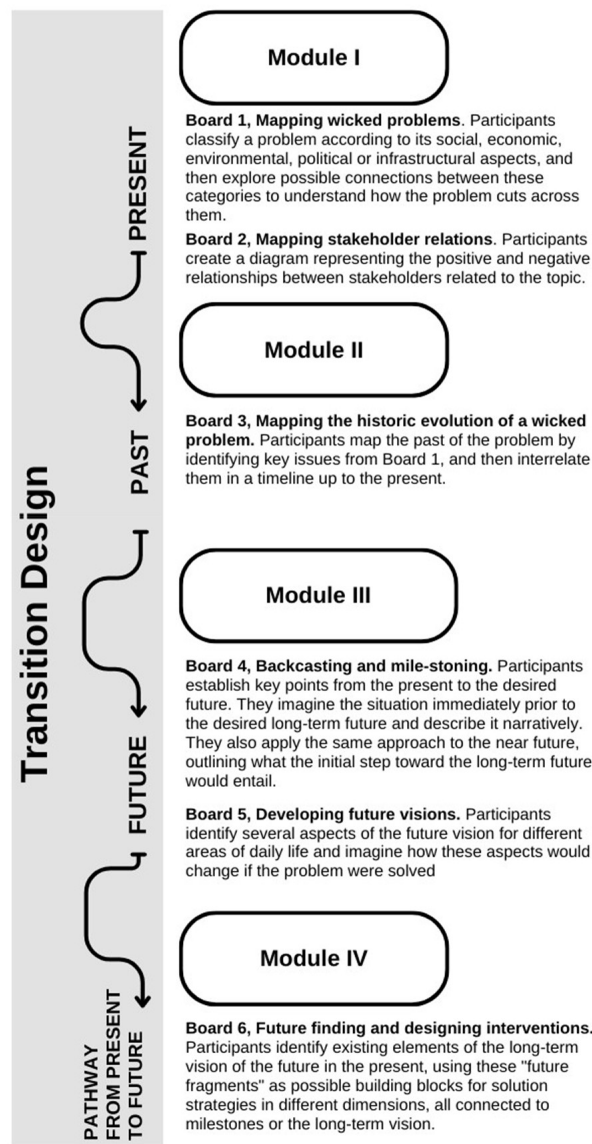 Transition Design
PRESENT
PAST
FUTURE
PATHWAY
FROM PRESENT
TO FUTURE
Module I
Board 1, Mapping wicked problems. Participants
classify a problem according to its social, economic,
environmental, political or infrastructural aspects, and
then explore possible connections between these
categories to understand how the problem cuts across
them.
Board 2, Mapping stakeholder relations. Participants
create a diagram representing the positive and negative
relationships between stakeholders related to the topic.
Module II
Board 3, Mapping the historic evolution of a wicked
problem. Participants map the past of the problem by
identifying key issues from Board 1, and then interrelate
them in a timeline up to the present.
Module III
Board 4, Backcasting and mile-stoning. Participants
establish key points from the present to the desired
future. They imagine the situation immediately prior to
the desired long-term future and describe it narratively.
They also apply the same approach to the near future,
outlining what the initial step toward the long-term future
would entail.
Board 5, Developing future visions. Participants
identify several aspects of the future vision for different
areas of daily life and imagine how these aspects would
change if the problem were solved
Module IV
Board 6, Future finding and designing interventions.
Participants identify existing elements of the long-term
vision of the future in the present, using these "future
fragments" as possible building blocks for solution
strategies in different dimensions, all connected to
milestones or the long-term vision.